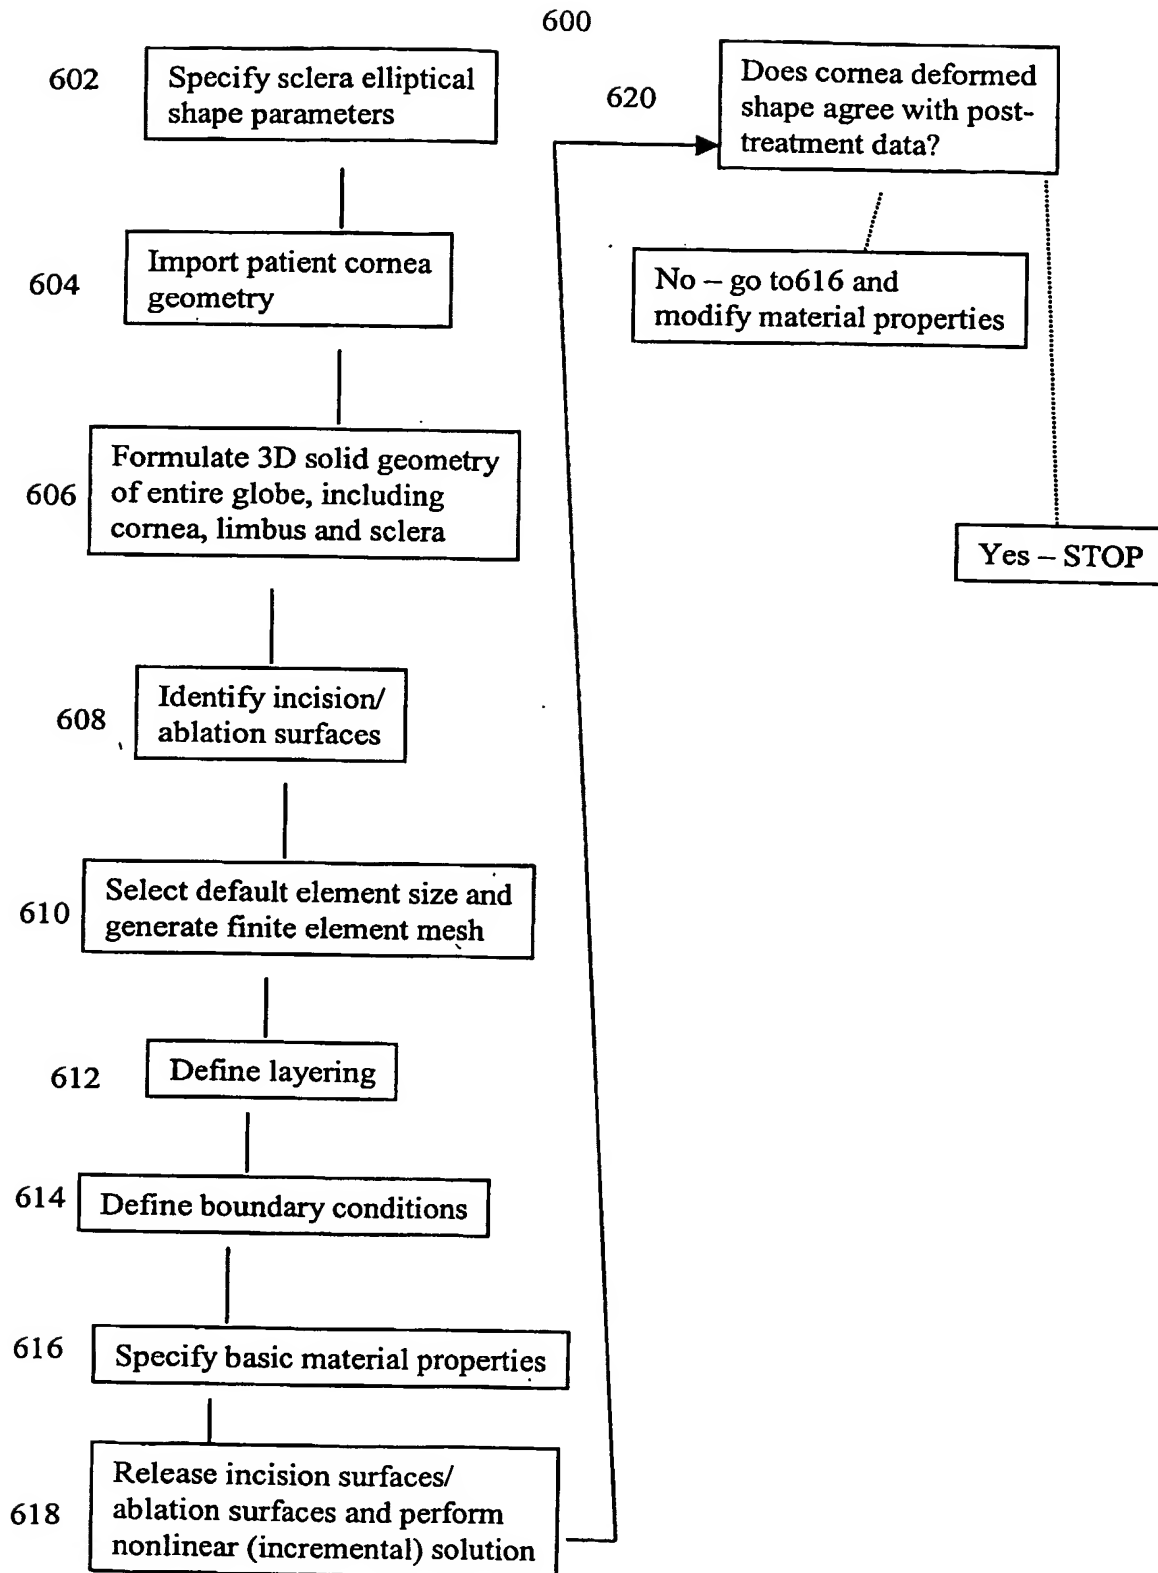 600
602
Specify sclera elliptical
shape parameters
604
Import patient cornea
geometry
606
Formulate 3D solid geometry
of entire globe, including
cornea, limbus and sclera
608
Identify incision/
ablation surfaces
610
Select default element size and
generate finite element mesh
612
Define layering
614
Define boundary conditions
616
Specify basic material properties
618
Release incision surfaces/
ablation surfaces and perform
nonlinear (incremental) solution
620
Does cornea deformed
shape agree with post-
treatment data?
No – go to616 and
modify material properties
Yes – STOP